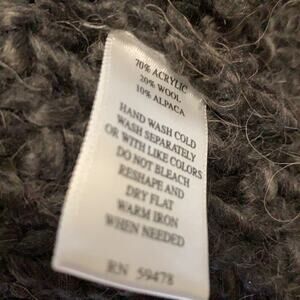 70% ACRYLIC
20% WOOL
10% ALPACA
HAND WASH COLD
WASH SEPARATELY
OR WITH LIKE COLORS
DO NOT BLEACH
RESHAPE AND
DRY FLAT
WARM IRON
WHEN NEEDED
RN 59478